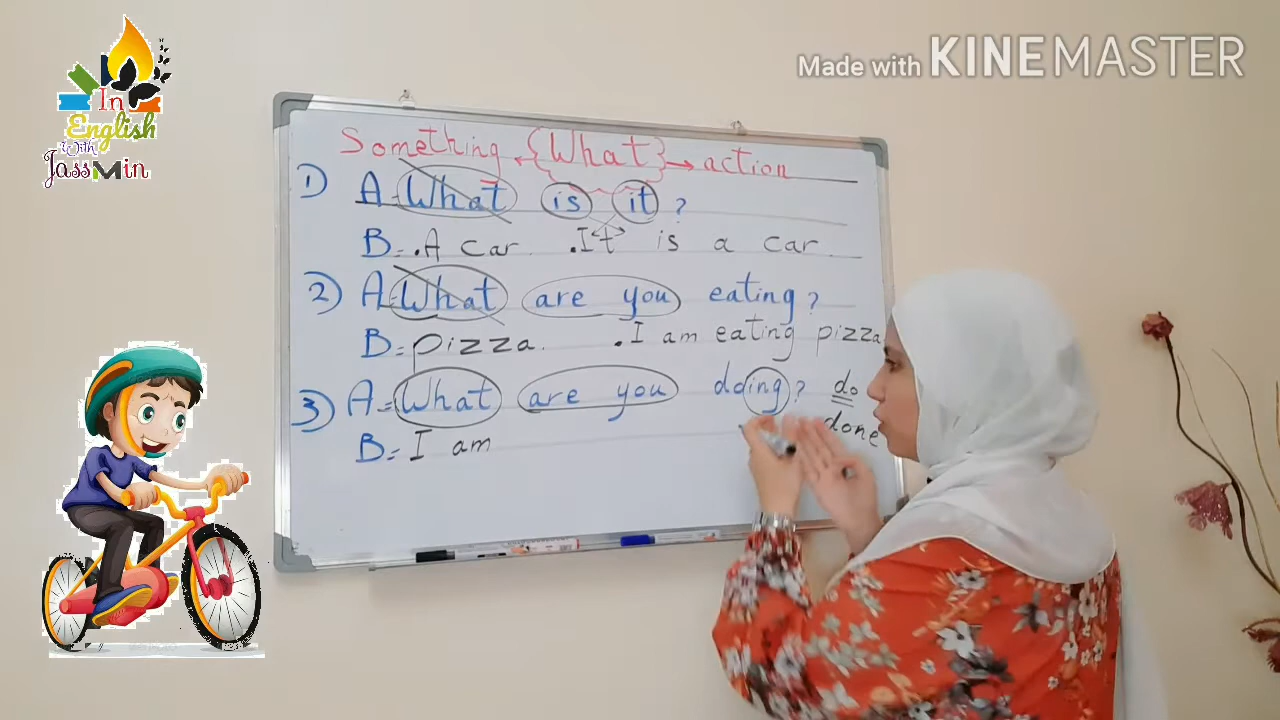 In
English
with
JassMin
Made with KINEMASTER
Something ← {What} → action
1) A - What is it ?
B = . A car . It is a car .
2) A = What are you eating ?
B = pizza . . I am eating pizza
3) A = What are you doing ? do
done
B = I am